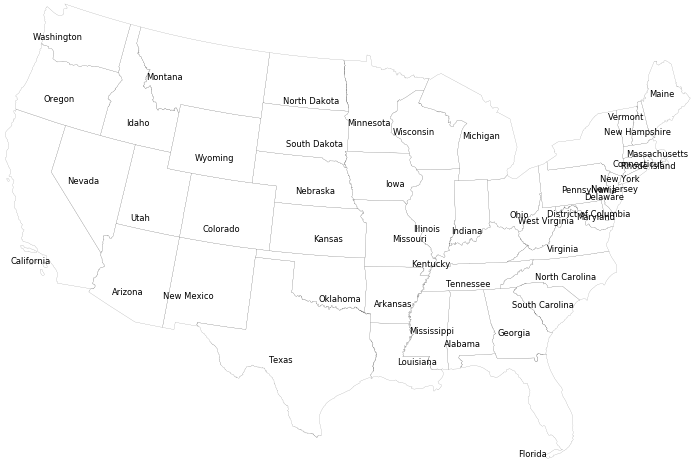 Washington
Montana
Maine
Oregon
North Dakota
Vermont
Idaho
Minnesota
Wisconsin
New Hampshire
Michigan
South Dakota
Massachusetts
Wyoming
Connecticut
Rhode Island
Nevada
Nebraska
Iowa
New York
Pennsylvania
New Jersey
Delaware
Utah
Ohio
District of Columbia
Maryland
Colorado
Illinois
Indiana
West Virginia
Kansas
Missouri
Virginia
California
Kentucky
Arizona
New Mexico
Tennessee
North Carolina
Oklahoma
Arkansas
South Carolina
Mississippi
Georgia
Alabama
Texas
Louisiana
Florida